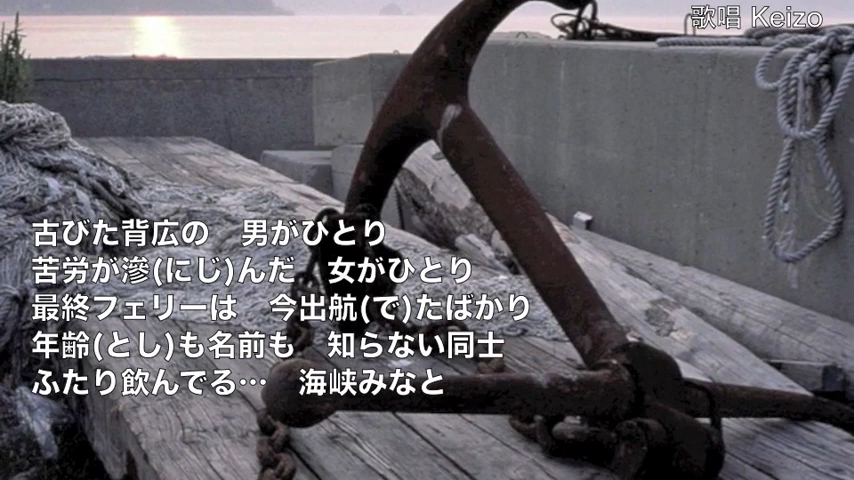 歌唱 Keizo
古びた背広の　男がひとり
苦労が滲(にじ)んだ　女がひとり
最終フェリーは　今出航(で)たばかり
年齢(とし)も名前も　知らない同士
ふたり飲んでる…　海峡みなと